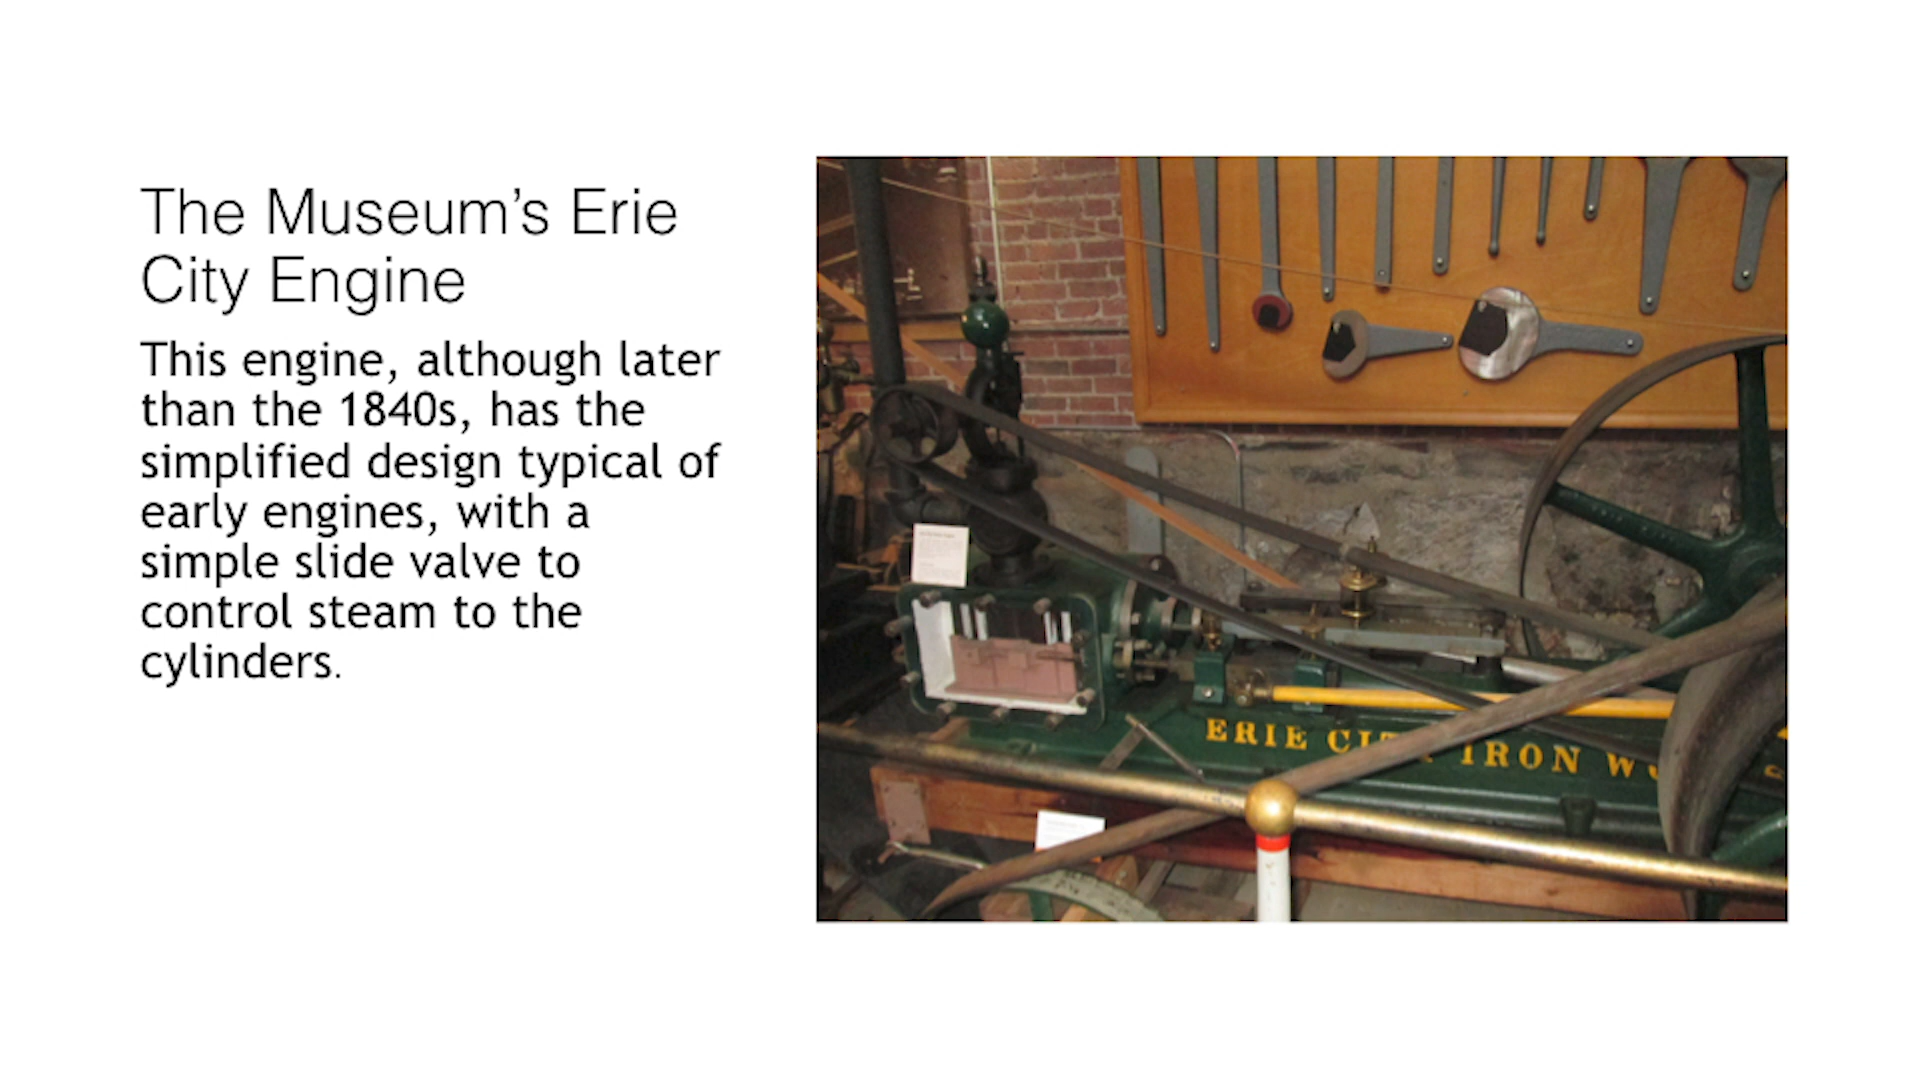 The Museum’s Erie
City Engine
This engine, although later
than the 1840s, has the
simplified design typical of
early engines, with a
simple slide valve to
control steam to the
cylinders.
ERIE CITY IRON